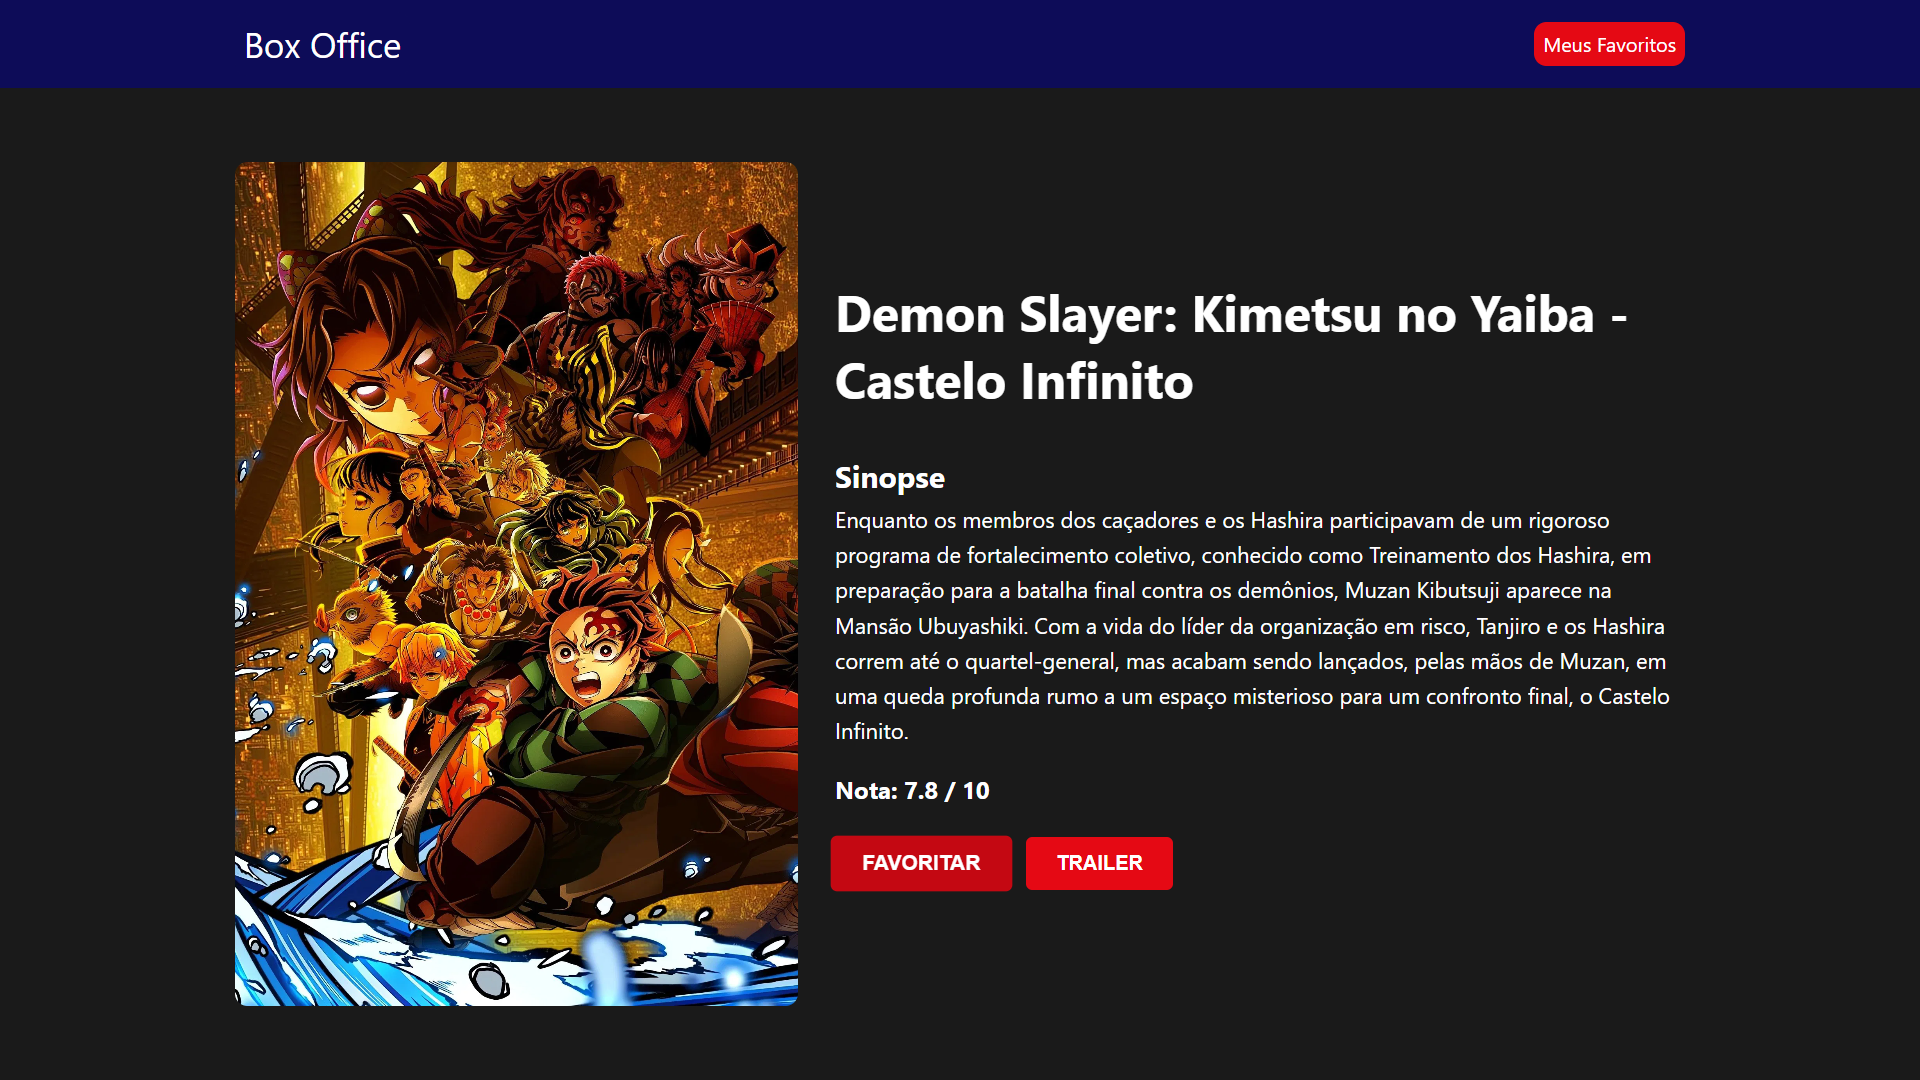 Box Office
Meus Favoritos
Demon Slayer: Kimetsu no Yaiba -
Castelo Infinito
Sinopse
Enquanto os membros dos caçadores e os Hashira participavam de um rigoroso
programa de fortalecimento coletivo, conhecido como Treinamento dos Hashira, em
preparação para a batalha final contra os demônios, Muzan Kibutsuji aparece na
Mansão Ubuyashiki. Com a vida do líder da organização em risco, Tanjiro e os Hashira
correm até o quartel-general, mas acabam sendo lançados, pelas mãos de Muzan, em
uma queda profunda rumo a um espaço misterioso para um confronto final, o Castelo
Infinito.
Nota: 7.8 / 10
FAVORITAR
TRAILER